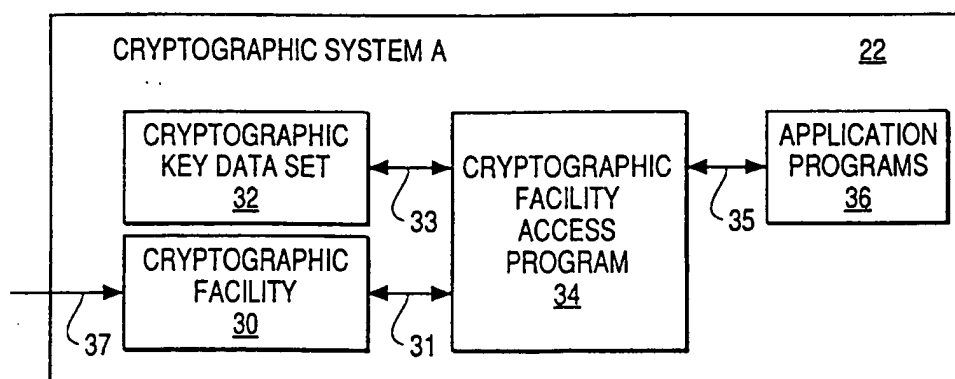 CRYPTOGRAPHIC SYSTEM A
22
CRYPTOGRAPHIC
KEY DATA SET
32
33
CRYPTOGRAPHIC
FACILITY
ACCESS
PROGRAM
34
35
APPLICATION
PROGRAMS
36
CRYPTOGRAPHIC
FACILITY
30
31
37